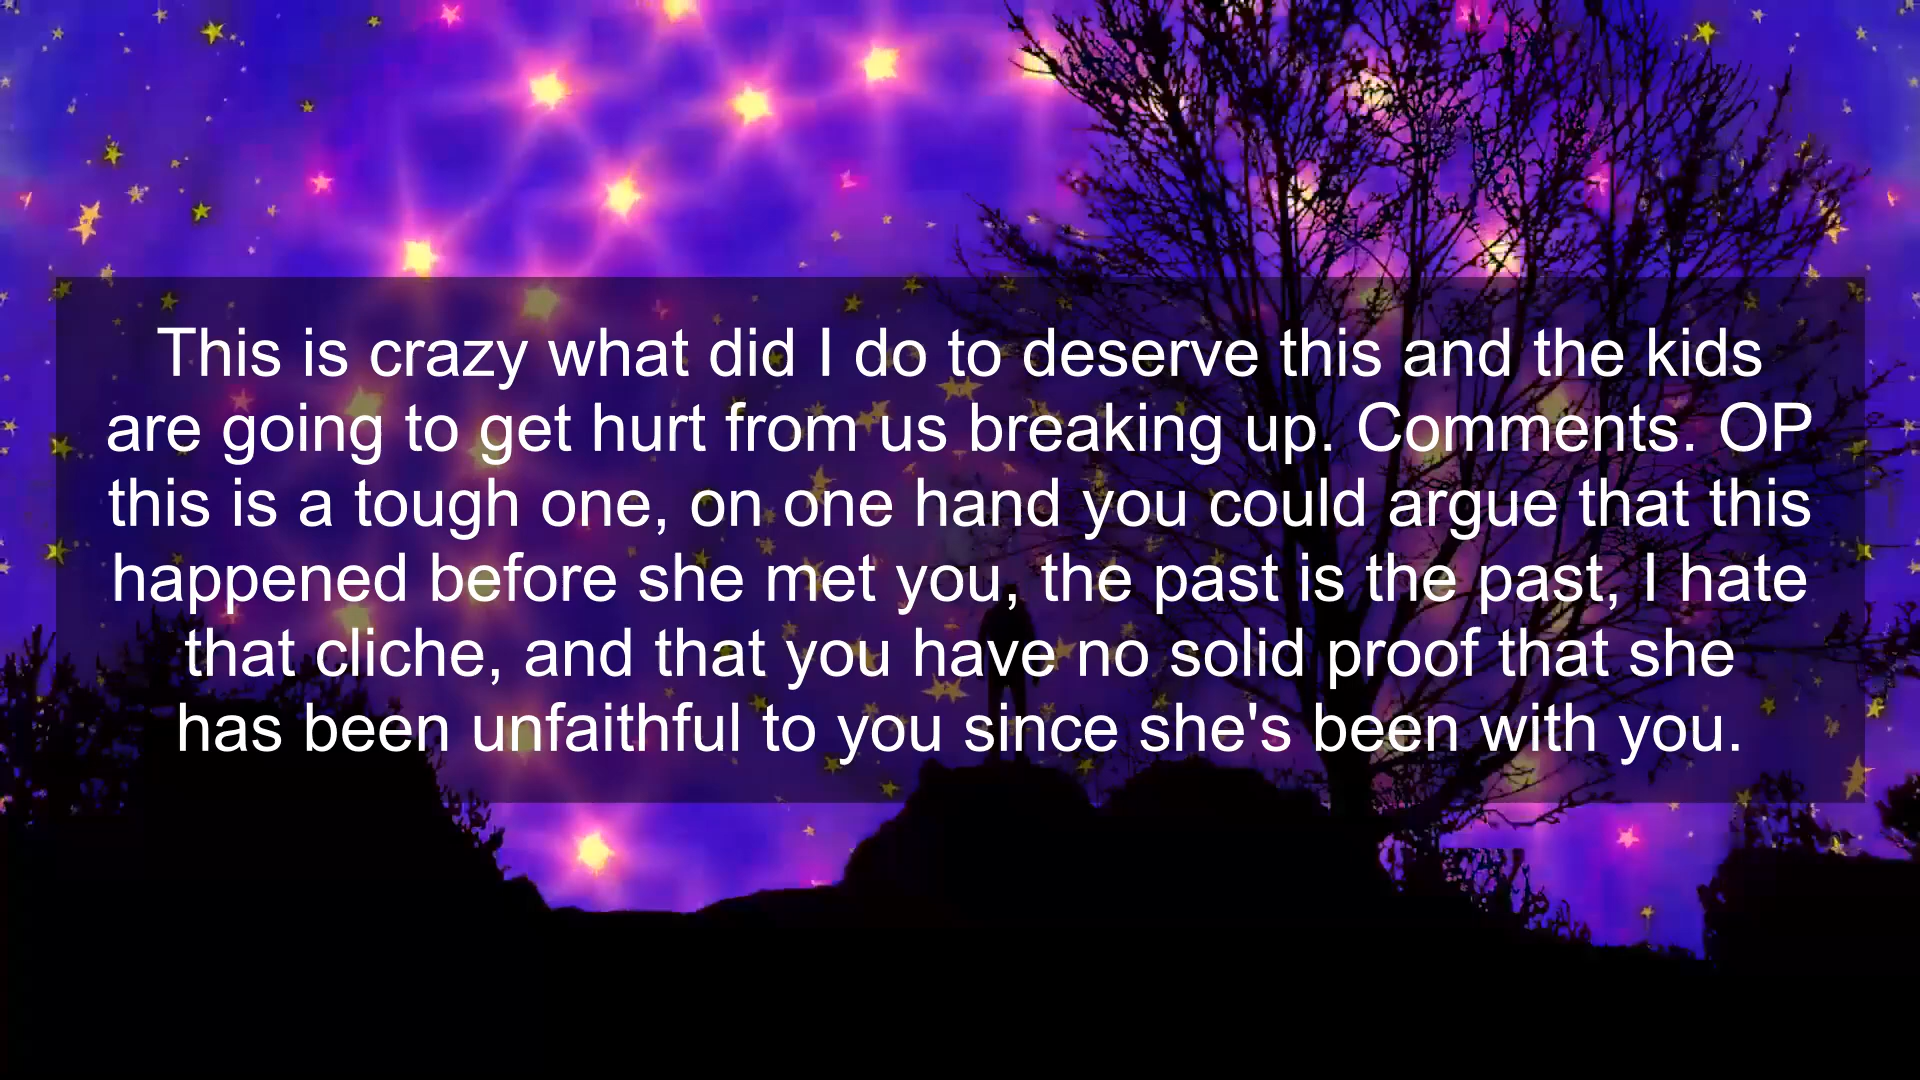 This is crazy what did I do to deserve this and the kids
are going to get hurt from us breaking up. Comments. OP
this is a tough one, on one hand you could argue that this
happened before she met you, the past is the past, I hate
that cliche, and that you have no solid proof that she
has been unfaithful to you since she's been with you.